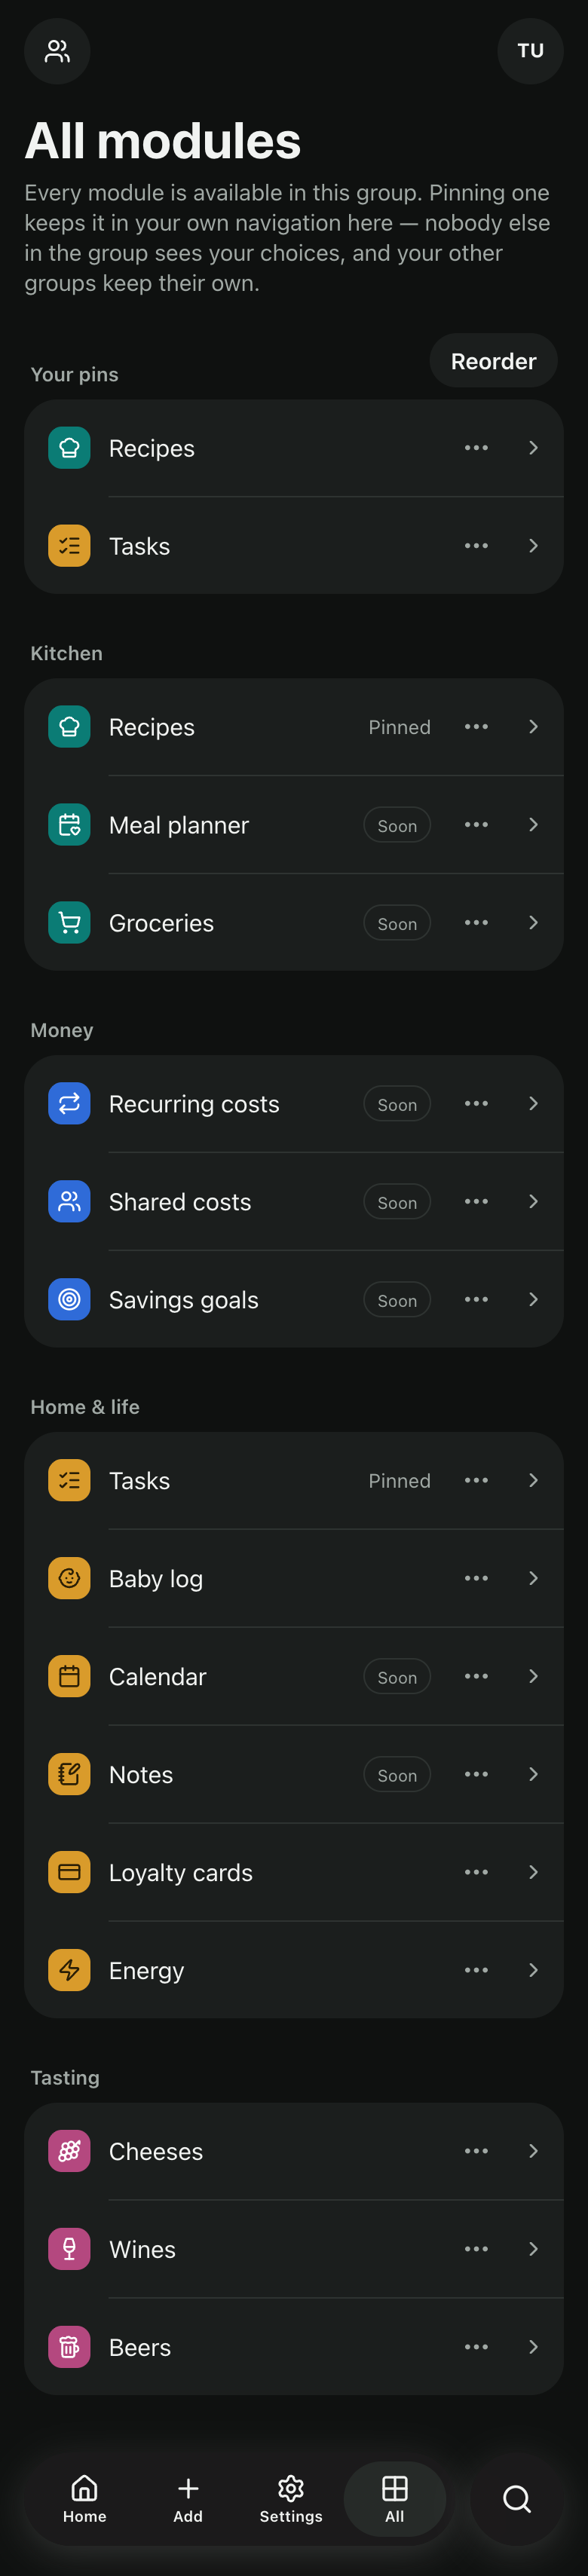 TU
All modules
Every module is available in this group. Pinning one
keeps it in your own navigation here — nobody else
in the group sees your choices, and your other
groups keep their own.
Your pins
Reorder
Recipes
Tasks
Kitchen
Recipes Pinned
Meal planner Soon
Groceries Soon
Money
Recurring costs Soon
Shared costs Soon
Savings goals Soon
Home & life
Tasks Pinned
Baby log
Calendar Soon
Notes Soon
Loyalty cards
Energy
Tasting
Cheeses
Wines
Beers
Home Add Settings All